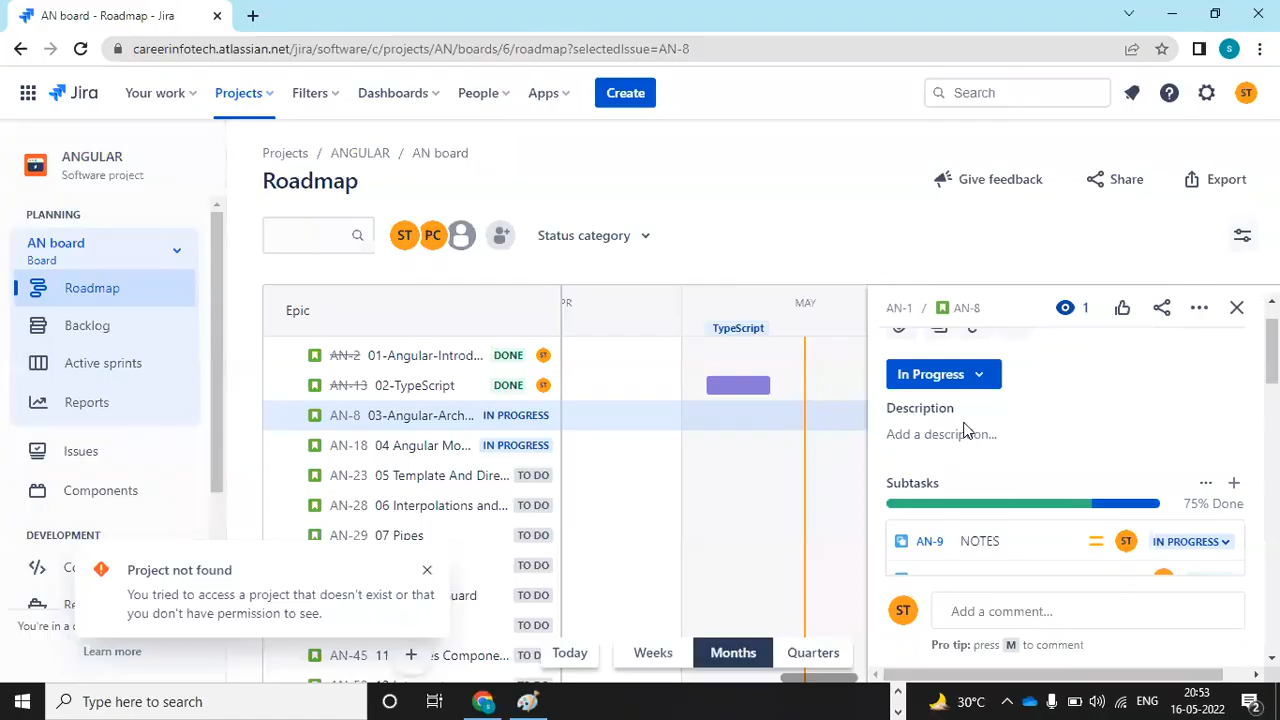 AN board - Roadmap - Jira
careerinfotech.atlassian.net/jira/software/c/projects/AN/boards/6/roadmap?selectedIssue=AN-8
S
Jira
Your work
Projects
Filters
Dashboards
People
Apps
Create
Search
ST
ANGULAR
Software project
Projects / ANGULAR / AN board
Roadmap
Give feedback
Share
Export
PLANNING
AN board
Board
Roadmap
Backlog
Active sprints
Reports
Issues
Components
DEVELOPMENT
You're in a
Learn more
ST
PC
Status category
Epic
PR
MAY
TypeScript
AN-2 01-Angular-Introd... DONE ST
AN-13 02-TypeScript DONE ST
AN-8 03-Angular-Arch... IN PROGRESS
AN-18 04 Angular Mo... IN PROGRESS
AN-23 05 Template And Dire... TO DO
AN-28 06 Interpolations and... TO DO
AN-29 07 Pipes TO DO
TO DO
uard TO DO
TO DO
AN-45 11 es Compone... TO D
Project not found
You tried to access a project that doesn't exist or that
you don't have permission to see.
Today
Weeks
Months
Quarters
AN-1 / AN-8
1
In Progress
Description
Add a description...
Subtasks
75% Done
AN-9 NOTES ST IN PROGRESS
ST Add a comment...
Pro tip: press M to comment
Type here to search
30°C
ENG
20:53
16-05-2022
2